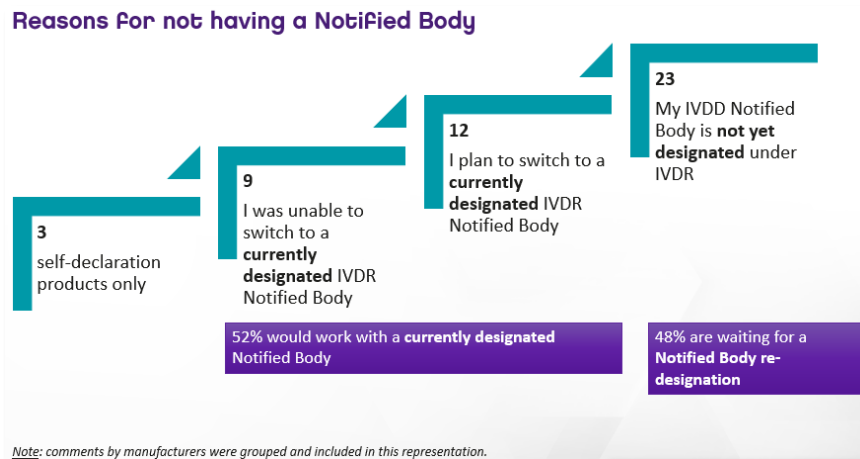 Reasons for not having a Notified Body
3
self-declaration
products only
9
I was unable to
switch to a
currently
designated IVDR
Notified Body
12
I plan to switch to a
currently
designated IVDR
Notified Body
23
My IVDD Notified
Body is not yet
designated under
IVDR
52% would work with a currently designated
Notified Body
48% are waiting for a
Notified Body re-
designation
Note: comments by manufacturers were grouped and included in this representation.